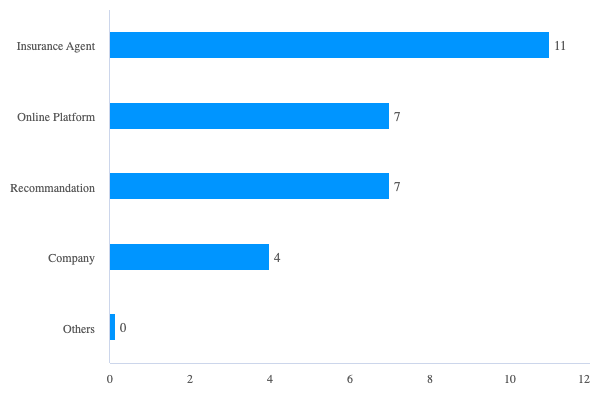 Insurance Agent 11
Online Platform 7
Recommandation 7
Company 4
Others 0
0 2 4 6 8 10 12